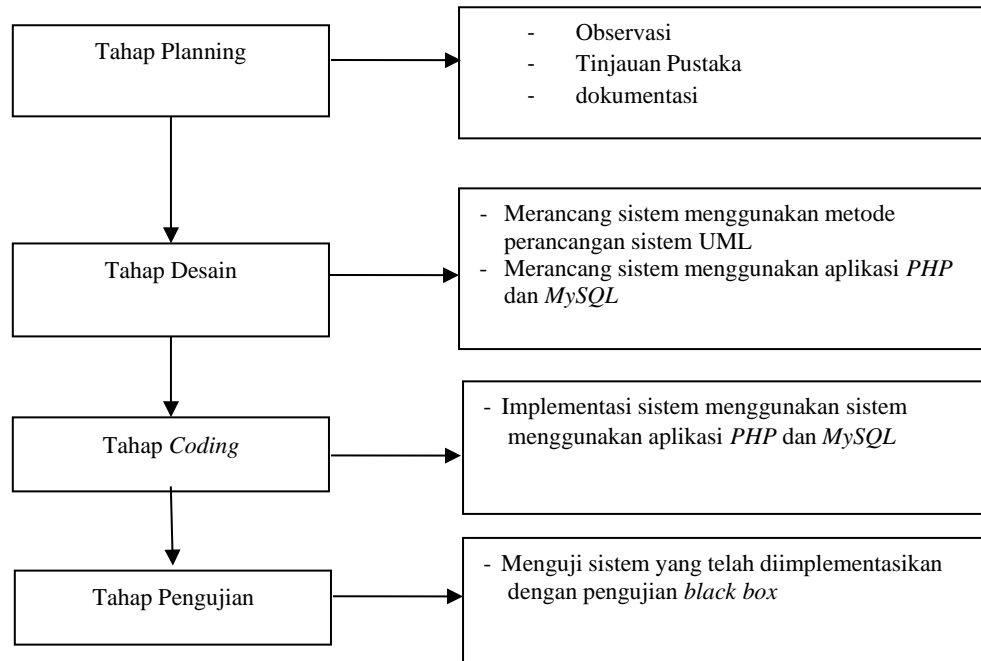 Tahap Planning
- Observasi
- Tinjauan Pustaka
- dokumentasi
Tahap Desain
- Merancang sistem menggunakan metode
perancangan sistem UML
- Merancang sistem menggunakan aplikasi PHP
dan MySQL
Tahap Coding
- Implementasi sistem menggunakan sistem
menggunakan aplikasi PHP dan MySQL
Tahap Pengujian
- Menguji sistem yang telah diimplementasikan
dengan pengujian black box